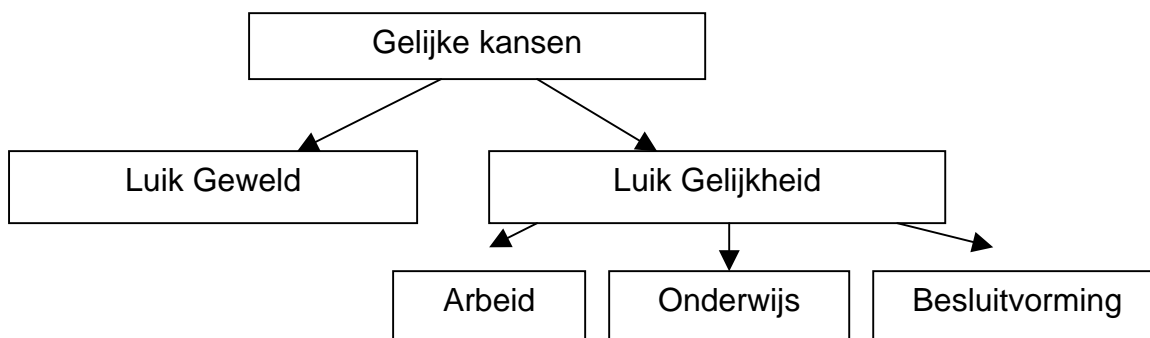 Gelijke kansen
Luik Geweld
Luik Gelijkheid
Arbeid
Onderwijs
Besluitvorming